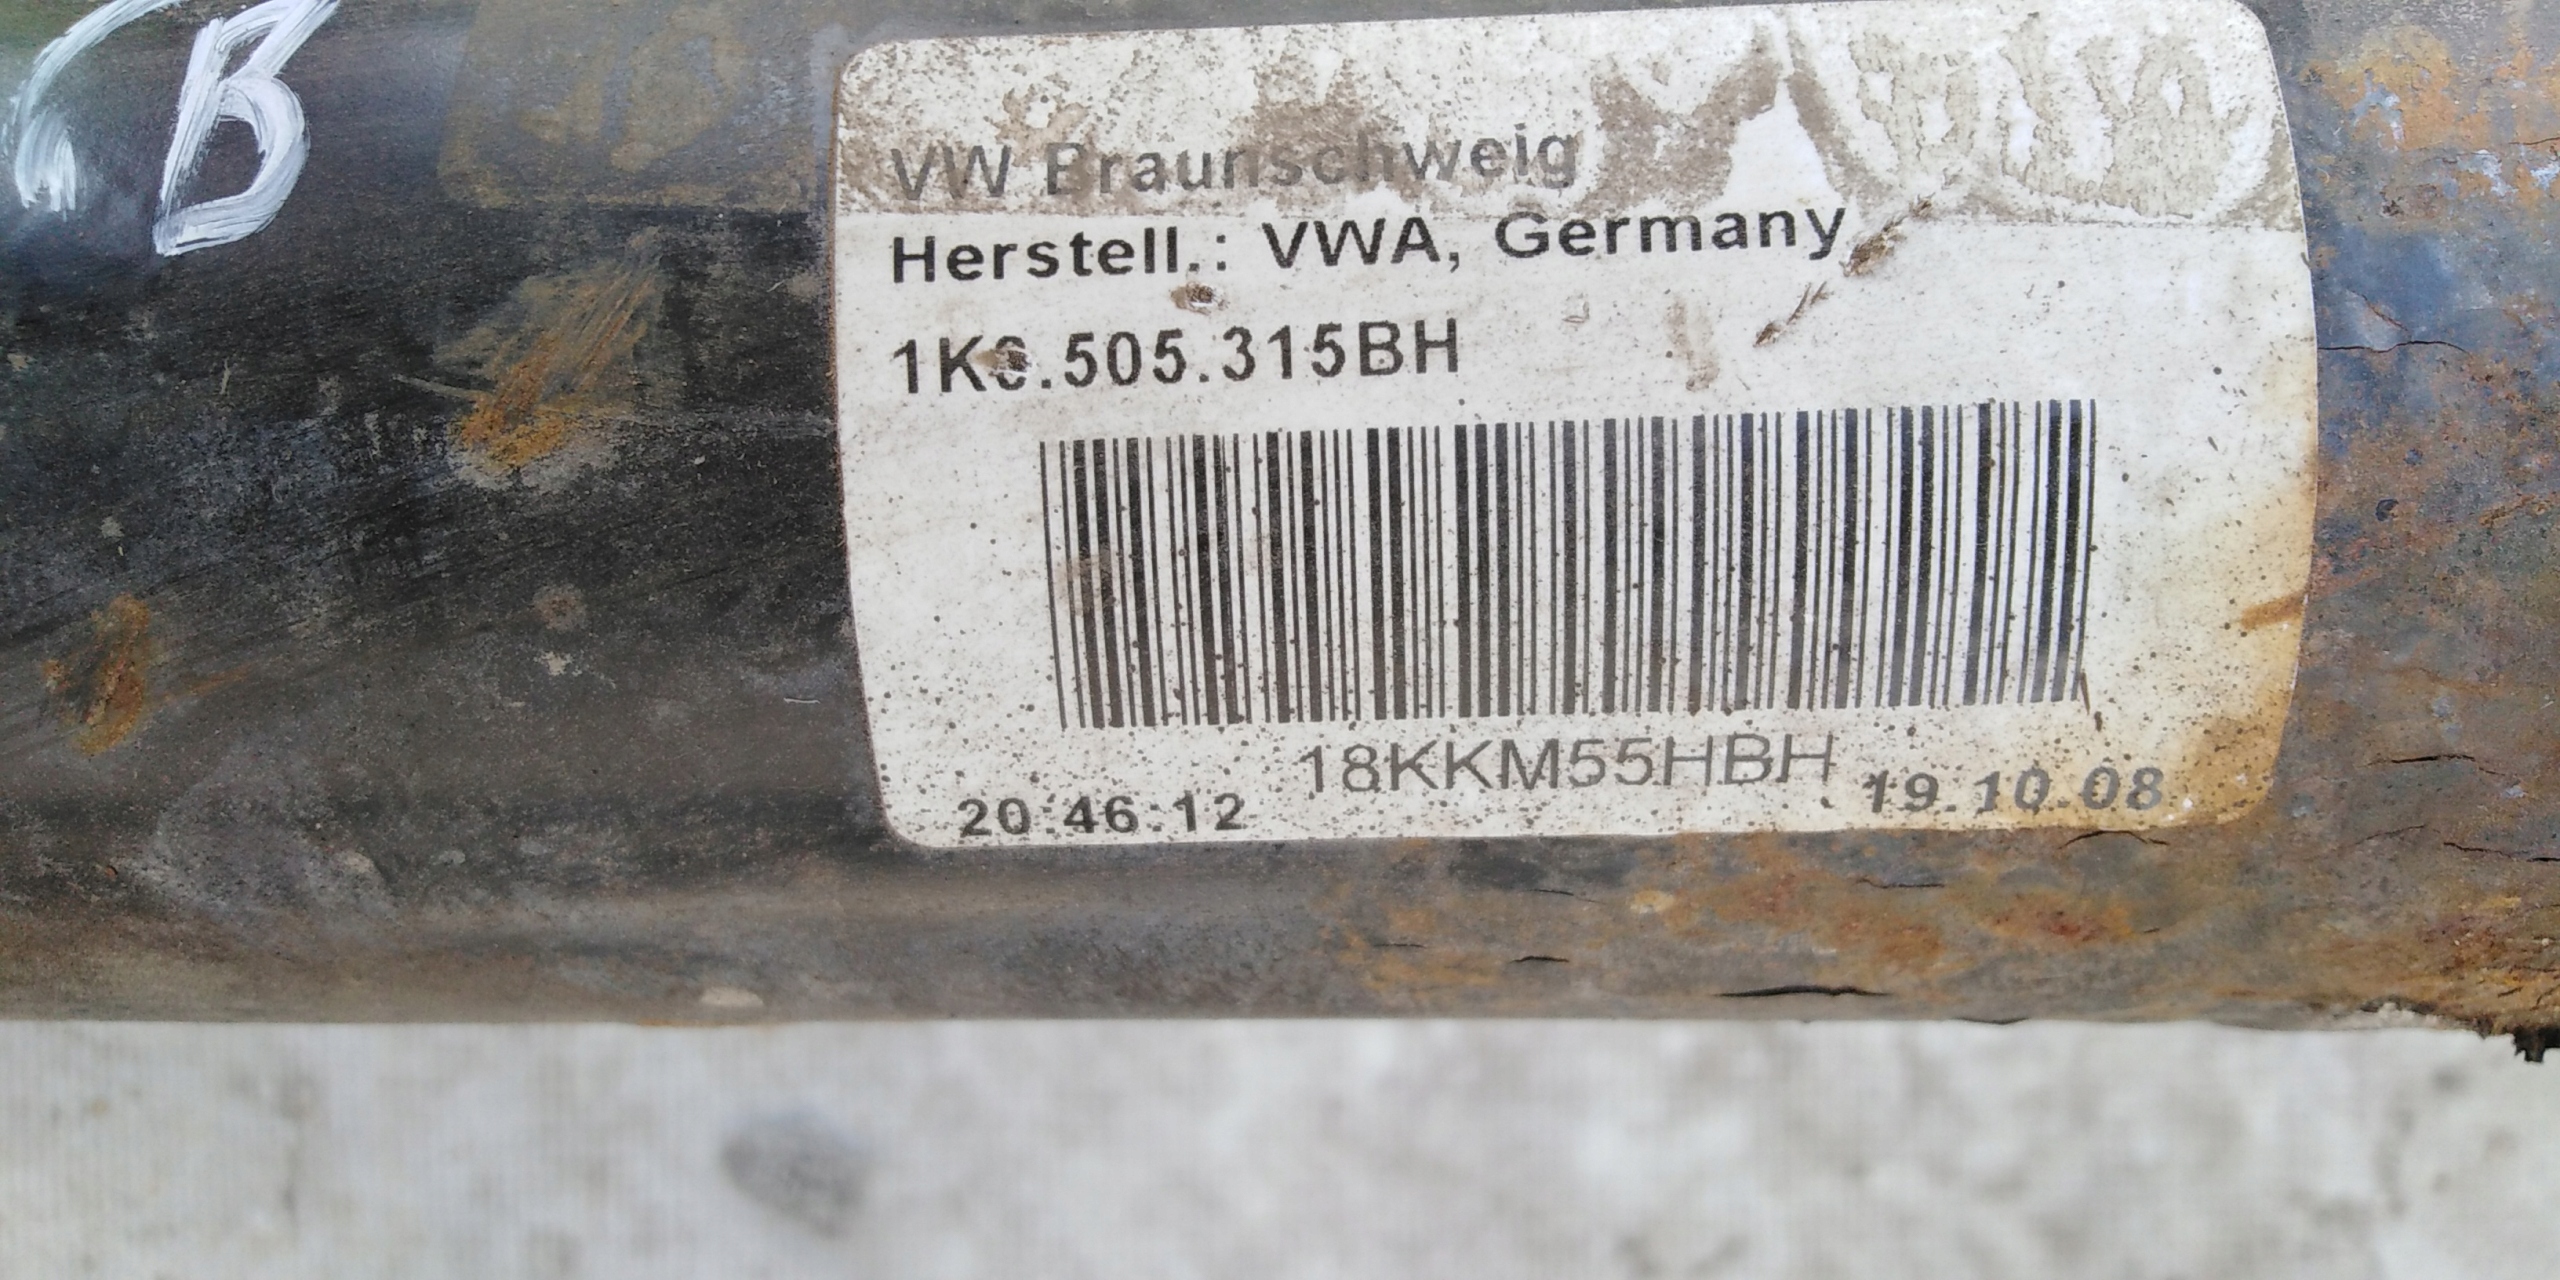 B
VW Braunschweig
Herstell.: VWA, Germany
1K0.505.315BH
18KKM55HBH
20:46:12 19.10.08